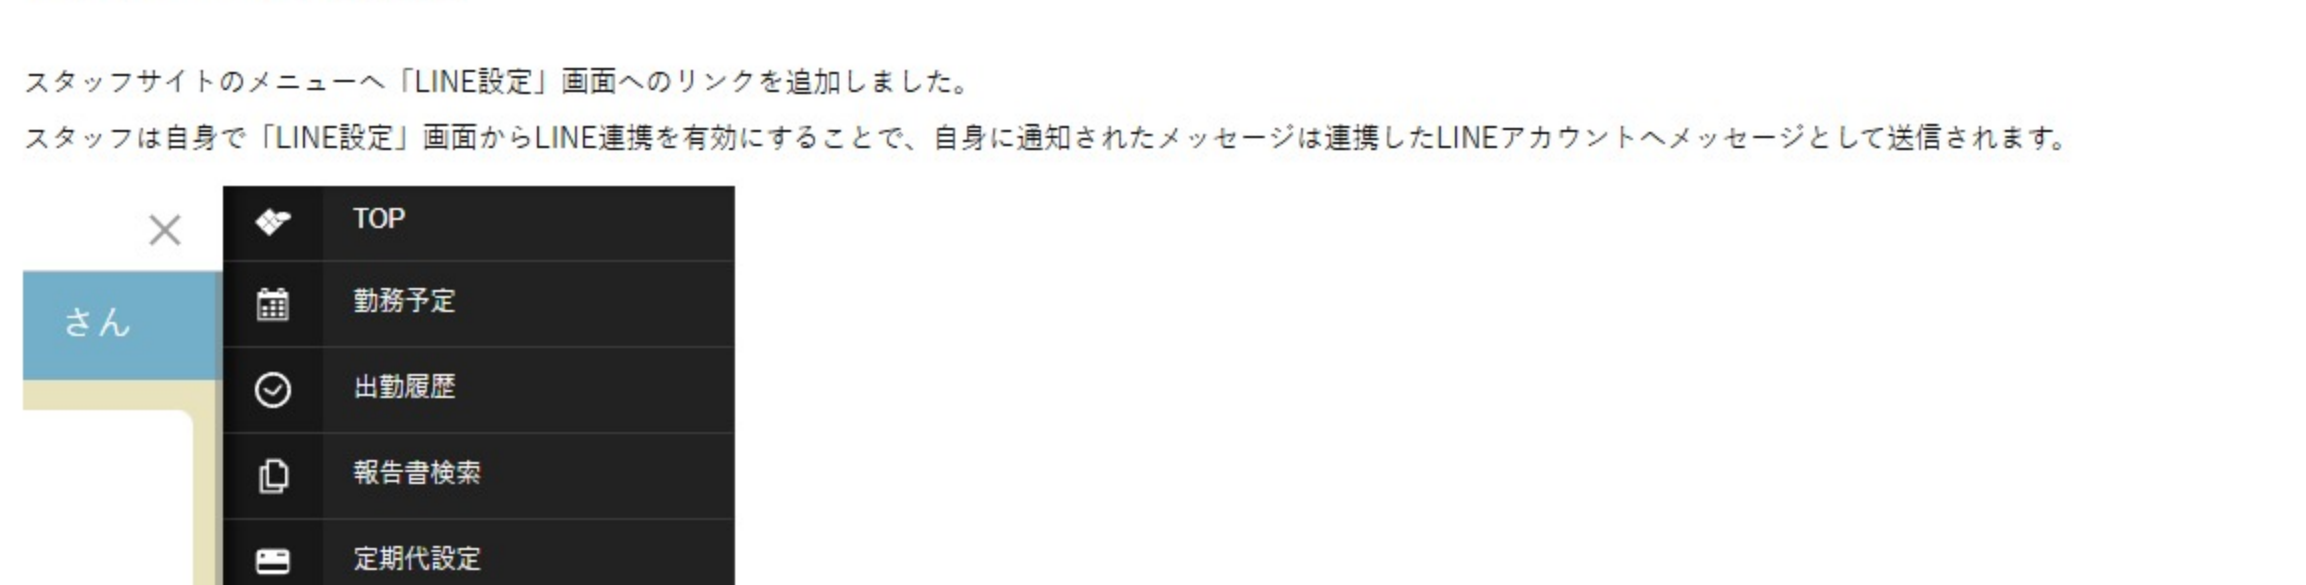 スタッフサイトのメニューへ「LINE設定」画面へのリンクを追加しました。
スタッフは自身で「LINE設定」画面からLINE連携を有効にすることで、自身に通知されたメッセージは連携したLINEアカウントへメッセージとして送信されます。
TOP
勤務予定
さん
出勤履歴
報告書検索
定期代設定